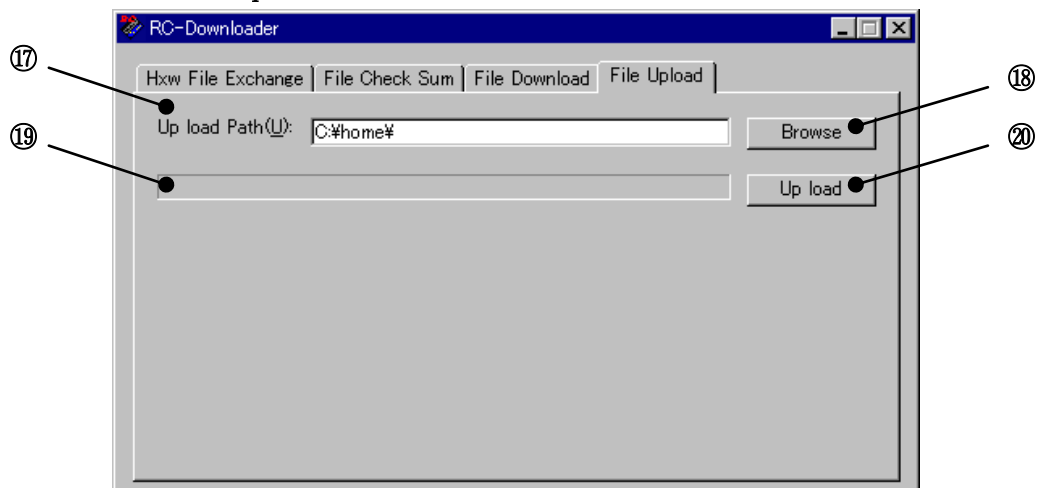 RC-Downloader
⑰
Hxw File Exchange File Check Sum File Download File Upload
⑱
⑲
Up load Path(U): C:¥home¥ Browse
⑳
Up load